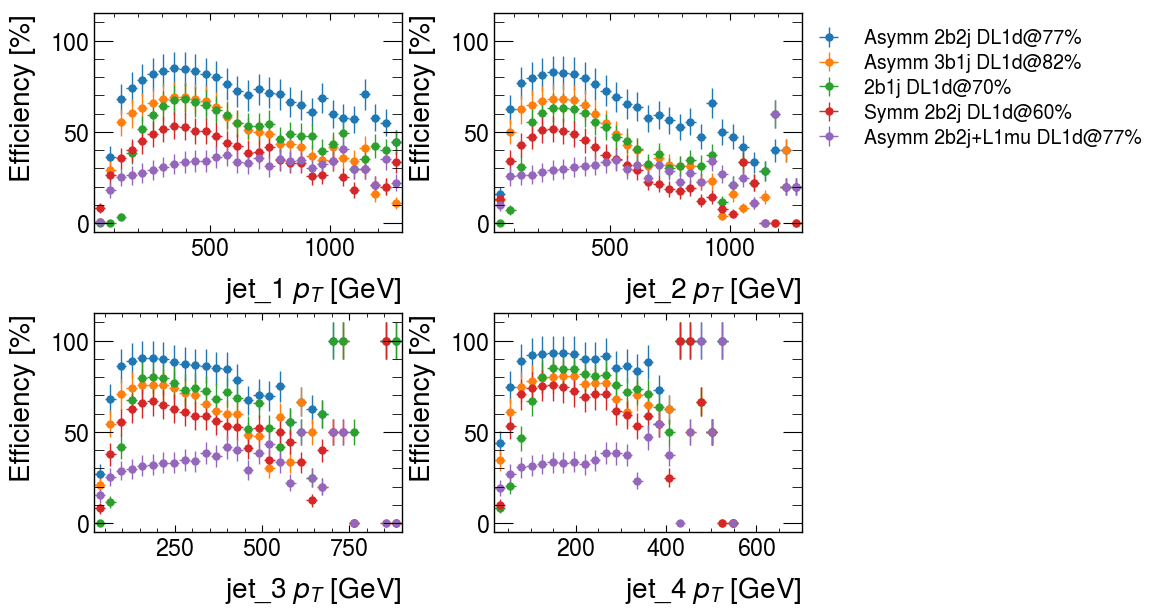 Efficiency [%]
100
50
0
500
1000
jet_1 pT [GeV]
Efficiency [%]
100
50
0
500
1000
jet_2 pT [GeV]
Asymm 2b2j DL1d@77%
Asymm 3b1j DL1d@82%
2b1j DL1d@70%
Symm 2b2j DL1d@60%
Asymm 2b2j+L1mu DL1d@77%
Efficiency [%]
100
50
0
250
500
750
jet_3 pT [GeV]
Efficiency [%]
100
50
0
200
400
600
jet_4 pT [GeV]